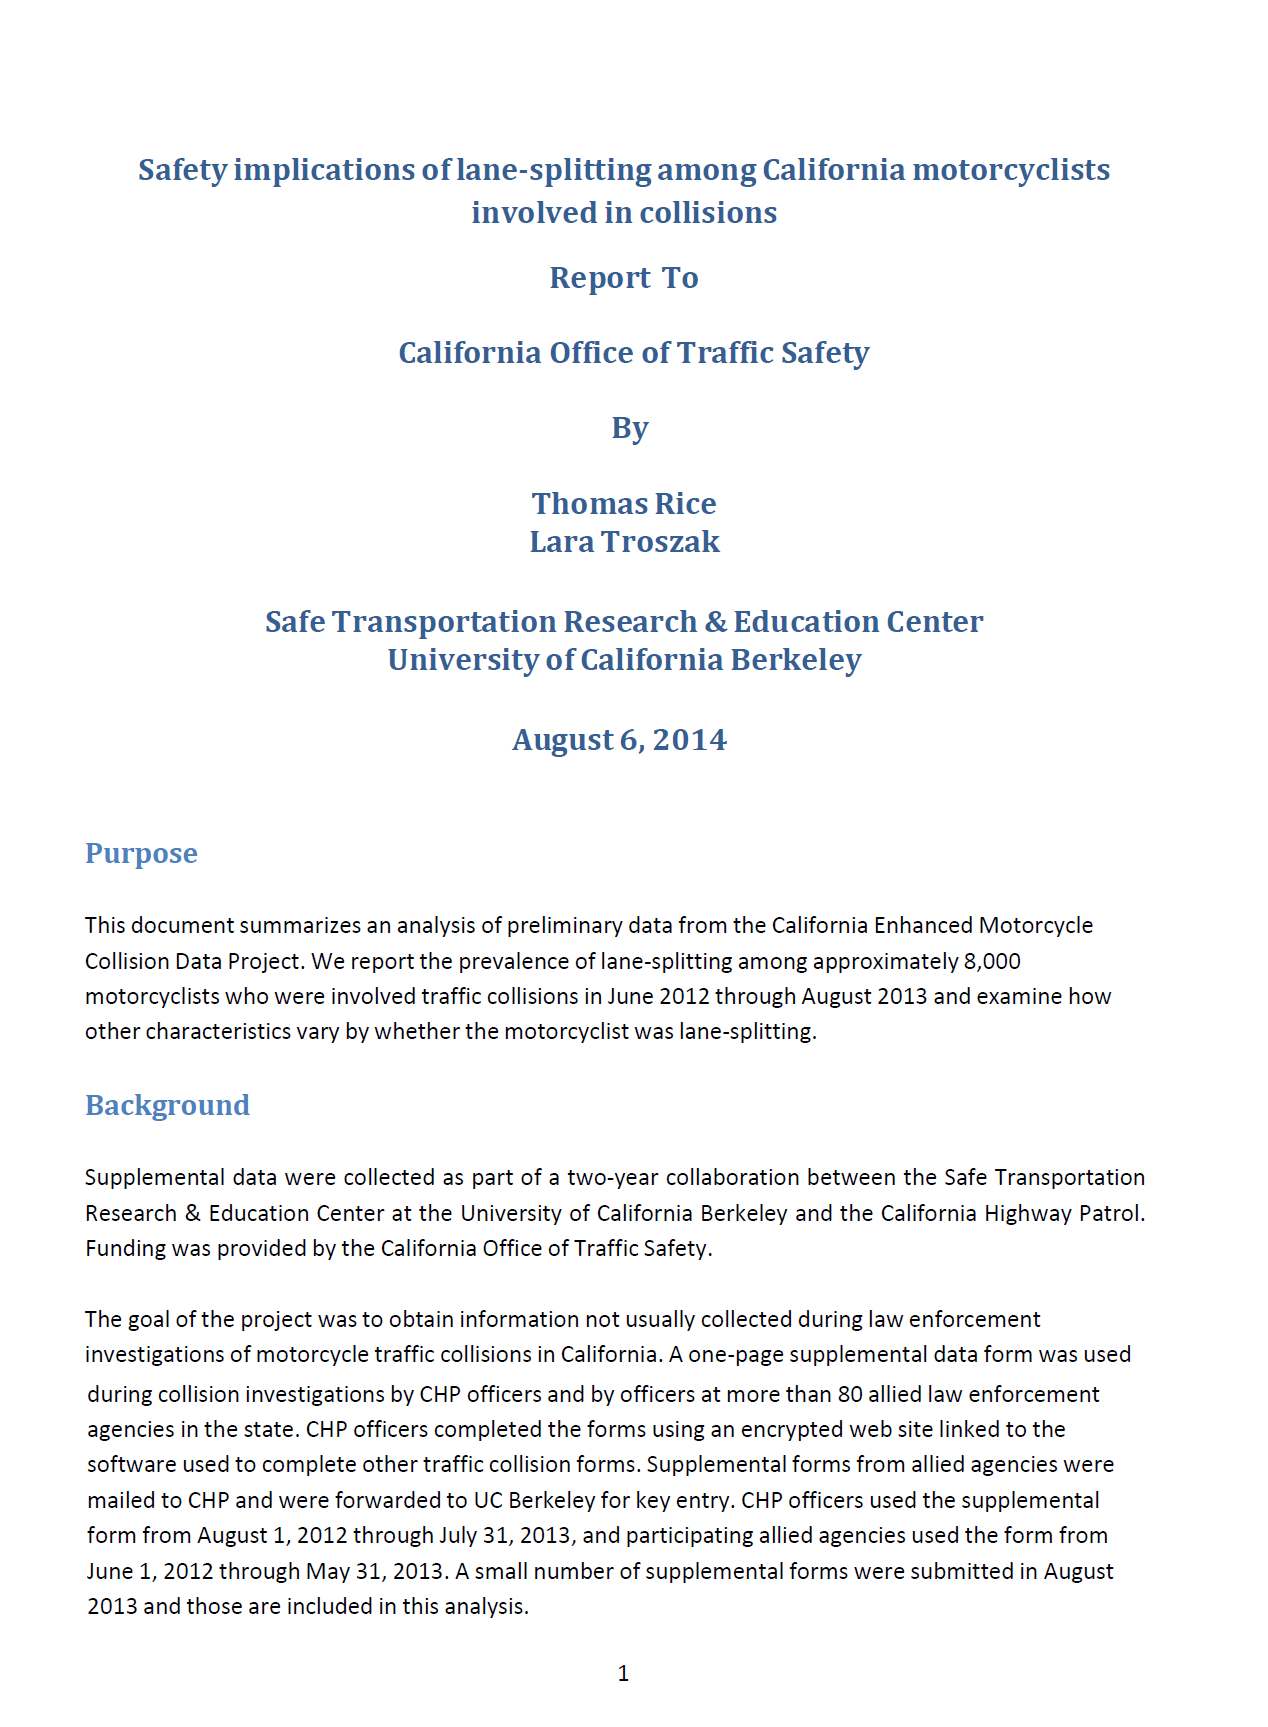 Safety implications of lane-splitting among California motorcyclists
involved in collisions
Report To
California Office of Traffic Safety
By
Thomas Rice
Lara Troszak
Safe Transportation Research & Education Center
University of California Berkeley
August 6, 2014
Purpose
This document summarizes an analysis of preliminary data from the California Enhanced Motorcycle
Collision Data Project. We report the prevalence of lane-splitting among approximately 8,000
motorcyclists who were involved traffic collisions in June 2012 through August 2013 and examine how
other characteristics vary by whether the motorcyclist was lane-splitting.
Background
Supplemental data were collected as part of a two-year collaboration between the Safe Transportation
Research & Education Center at the University of California Berkeley and the California Highway Patrol.
Funding was provided by the California Office of Traffic Safety.
The goal of the project was to obtain information not usually collected during law enforcement
investigations of motorcycle traffic collisions in California. A one-page supplemental data form was used
during collision investigations by CHP officers and by officers at more than 80 allied law enforcement
agencies in the state. CHP officers completed the forms using an encrypted web site linked to the
software used to complete other traffic collision forms. Supplemental forms from allied agencies were
mailed to CHP and were forwarded to UC Berkeley for key entry. CHP officers used the supplemental
form from August 1, 2012 through July 31, 2013, and participating allied agencies used the form from
June 1, 2012 through May 31, 2013. A small number of supplemental forms were submitted in August
2013 and those are included in this analysis.
1